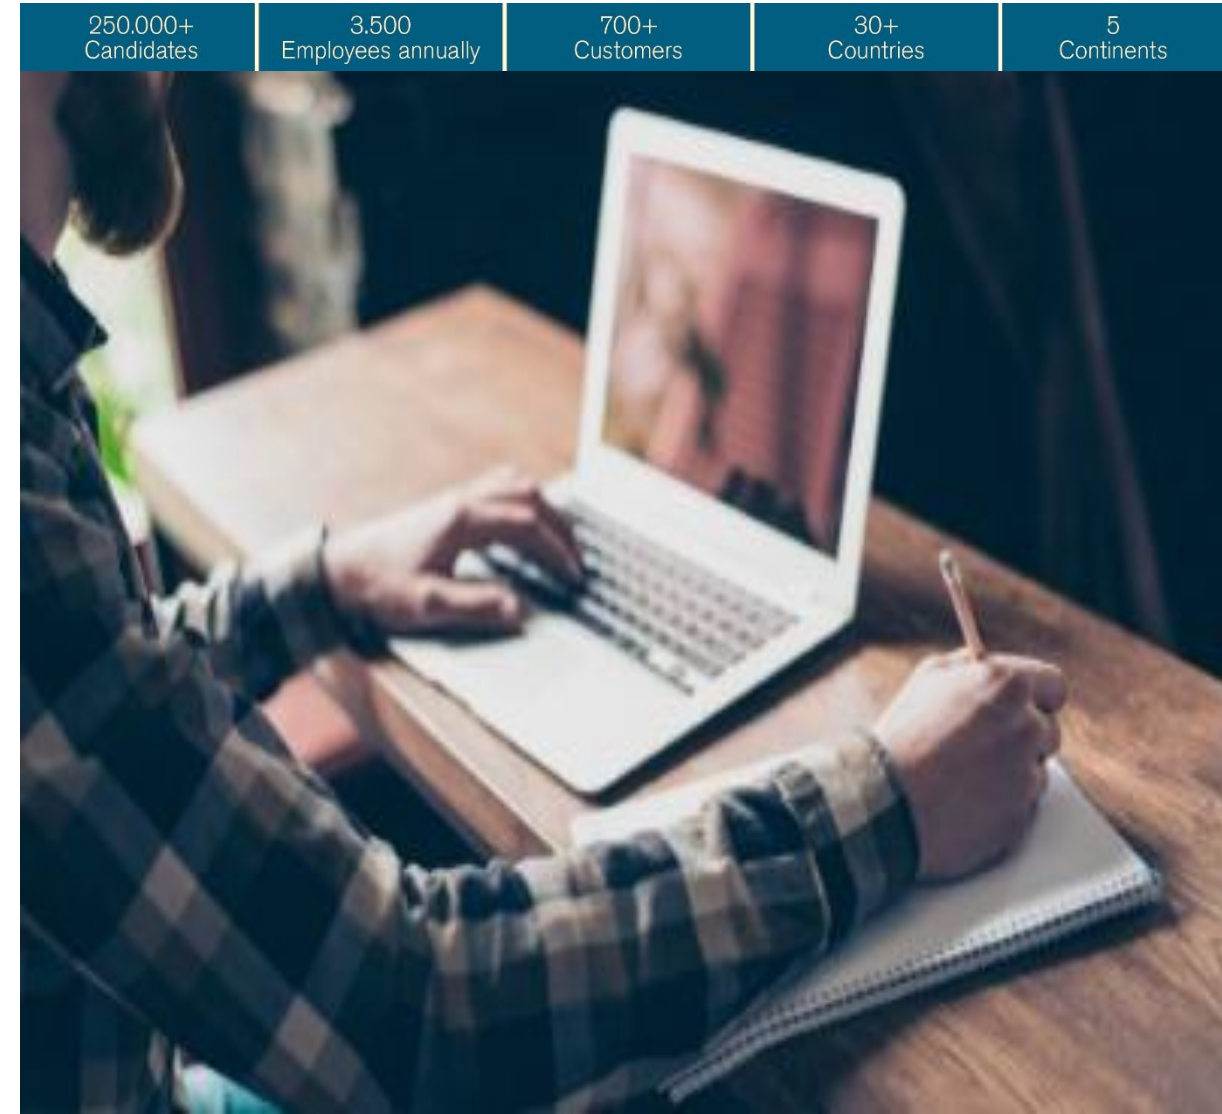 250.000+
Candidates
3.500
Employees annually
700+
Customers
30+
Countries
5
Continents